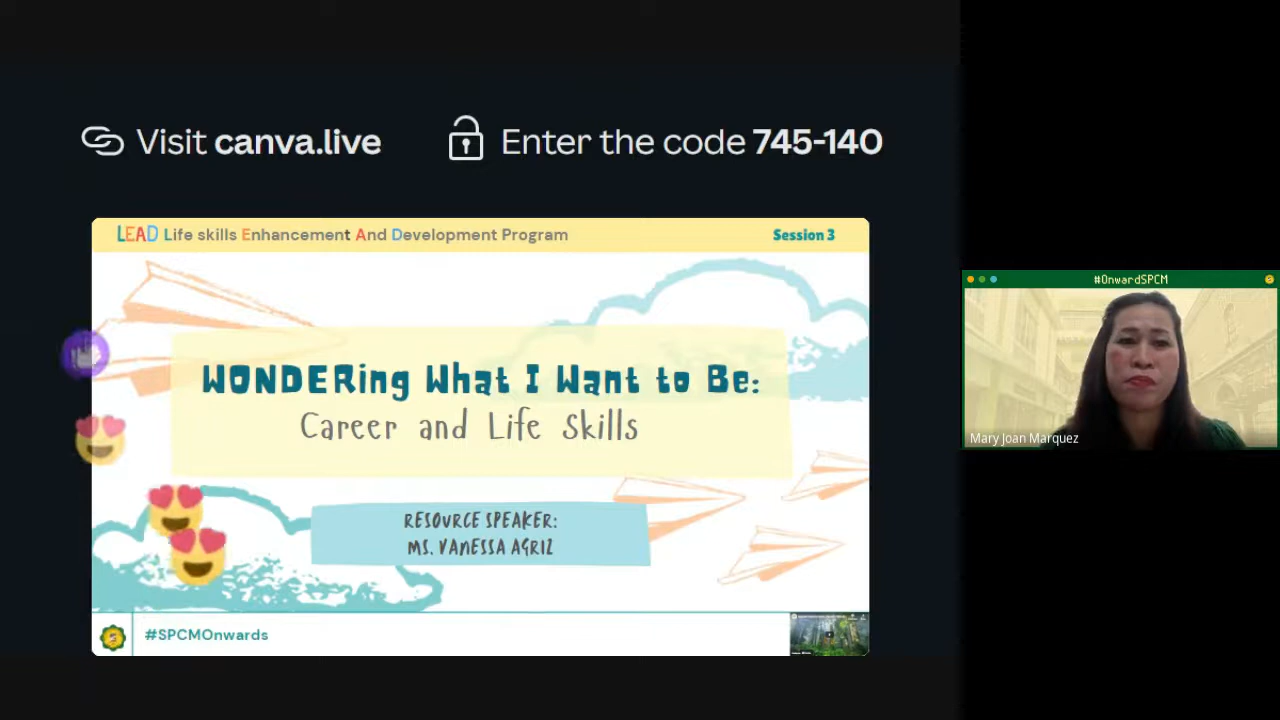 Visit canva.live
Enter the code 745-140
LEAD Life skills Enhancement And Development Program
Session 3
WONDERing What I Want to Be:
Career and Life Skills
RESOURCE SPEAKER:
MS. VANESSA AGRIZ
#SPCMOnwards
#OnwardSPCM
Mary Joan Marquez